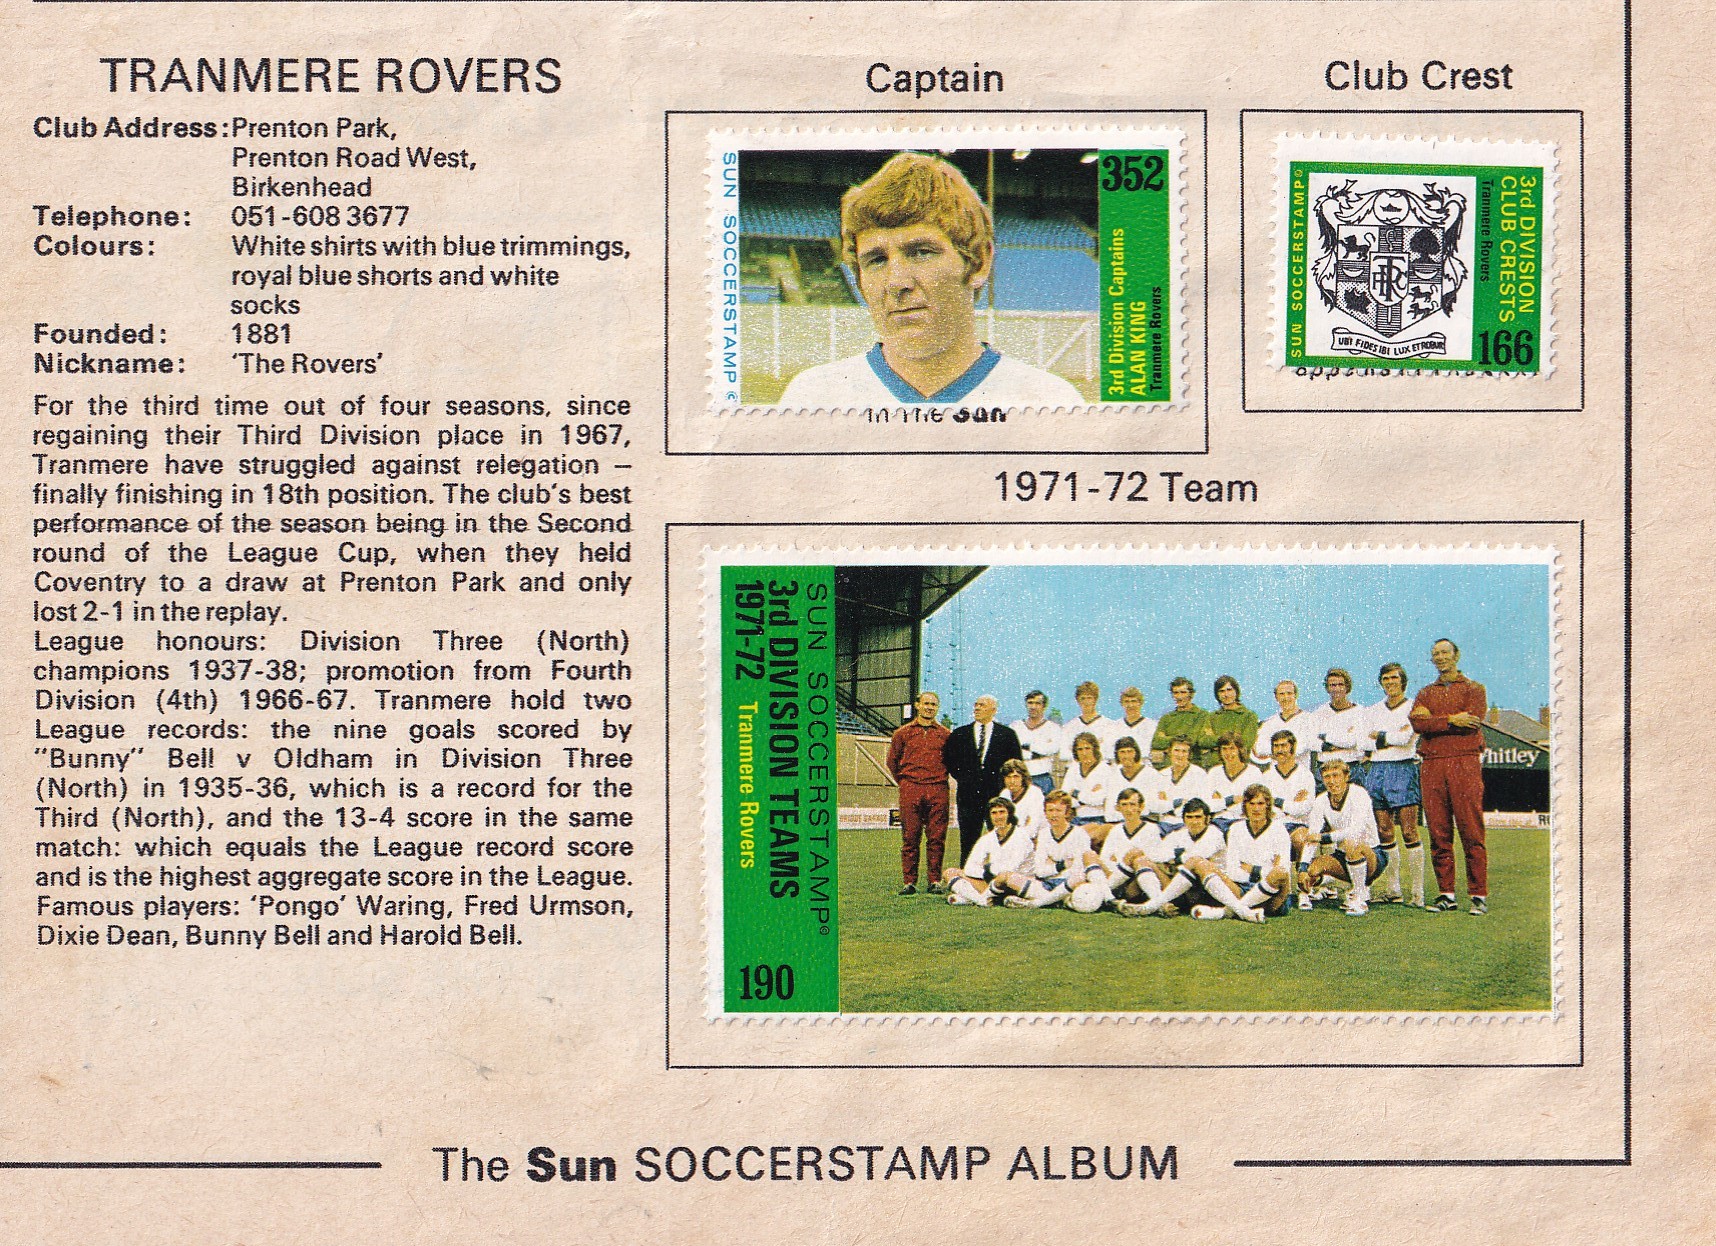 TRANMERE ROVERS
Club Address: Prenton Park,
Prenton Road West,
Birkenhead
Telephone: 051-608 3677
Colours: White shirts with blue trimmings,
royal blue shorts and white
socks
Founded: 1881
Nickname: 'The Rovers'
For the third time out of four seasons, since
regaining their Third Division place in 1967,
Tranmere have struggled against relegation –
finally finishing in 18th position. The club's best
performance of the season being in the Second
round of the League Cup, when they held
Coventry to a draw at Prenton Park and only
lost 2-1 in the replay.
League honours: Division Three (North)
champions 1937-38; promotion from Fourth
Division (4th) 1966-67. Tranmere hold two
League records: the nine goals scored by
"Bunny" Bell v Oldham in Division Three
(North) in 1935-36, which is a record for the
Third (North), and the 13-4 score in the same
match: which equals the League record score
and is the highest aggregate score in the League.
Famous players: 'Pongo' Waring, Fred Urmson,
Dixie Dean, Bunny Bell and Harold Bell.
Captain
SUN SOCCERSTAMP ©
352
3rd Division Captains
ALAN KING
Tranmere Rovers
in the Sun
Club Crest
SUN SOCCERSTAMP©
3rd DIVISION
CLUB CRESTS
Tranmere Rovers
166
UBI FIDES IBI LUX ET ROBUR
1971-72 Team
SUN SOCCERSTAMP©
3rd DIVISION TEAMS
1971-72 Tranmere Rovers
190
Whitley
The Sun SOCCERSTAMP ALBUM